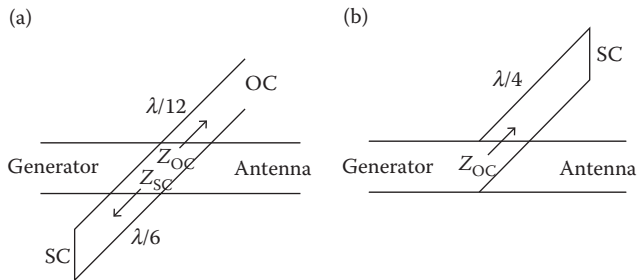 (a)
λ/12
OC
Z_OC
Generator
Antenna
Z_SC
SC
λ/6
(b)
λ/4
SC
Generator
Z_OC
Antenna